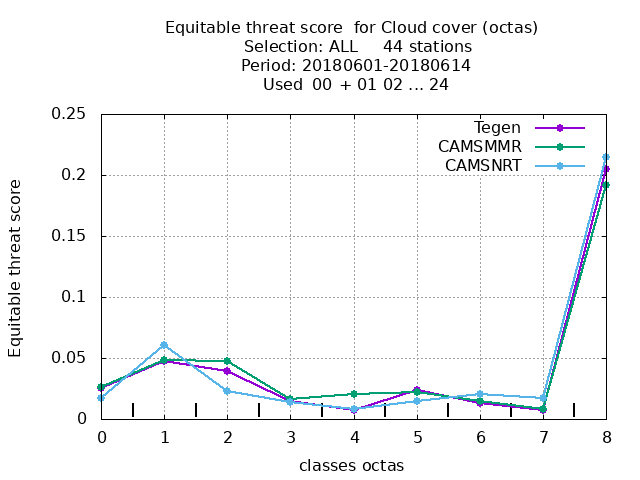 Equitable threat score  for Cloud cover (octas)
Selection: ALL     44 stations
Period: 20180601-20180614
Used  00 + 01 02 ... 24
Tegen
CAMSMMR
CAMSNRT
0.25
0.2
0.15
0.1
0.05
0
Equitable threat score
0 1 2 3 4 5 6 7 8
classes octas